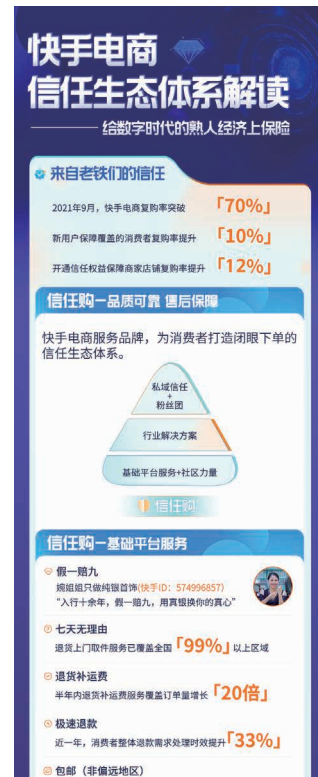 快手电商
信任生态体系解读
给数字时代的熟人经济上保险
来自老铁们的信任
2021年9月，快手电商复购率突破「70%」
新用户保障覆盖的消费者复购率提升「10%」
开通信任权益保障商家店铺复购率提升「12%」
信任购—品质可靠 售后保障
快手电商服务品牌，为消费者打造闭眼下单的
信任生态体系。
私域信任
+
粉丝团
行业解决方案
基础平台服务+社区力量
信任购
信任购—基础平台服务
假一赔九
婉姐姐只做纯银首饰(快手ID：574996857)
“入行十余年，假一赔九，用真银换你的真心”
七天无理由
退货上门取件服务已覆盖全国「99%」以上区域
退货补运费
半年内退货补运费服务覆盖订单量增长「20倍」
极速退款
近一年，消费者整体退款需求处理时效提升「33%」
包邮（非偏远地区）